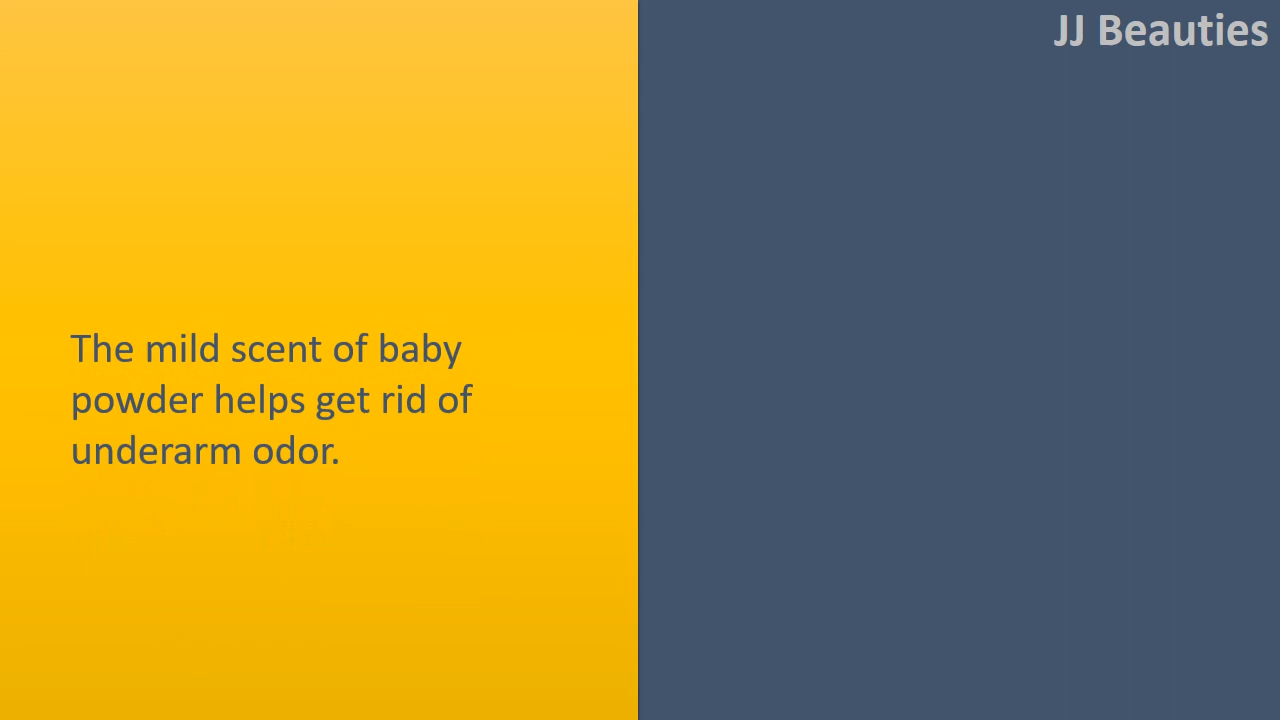 JJ Beauties
The mild scent of baby
powder helps get rid of
underarm odor.